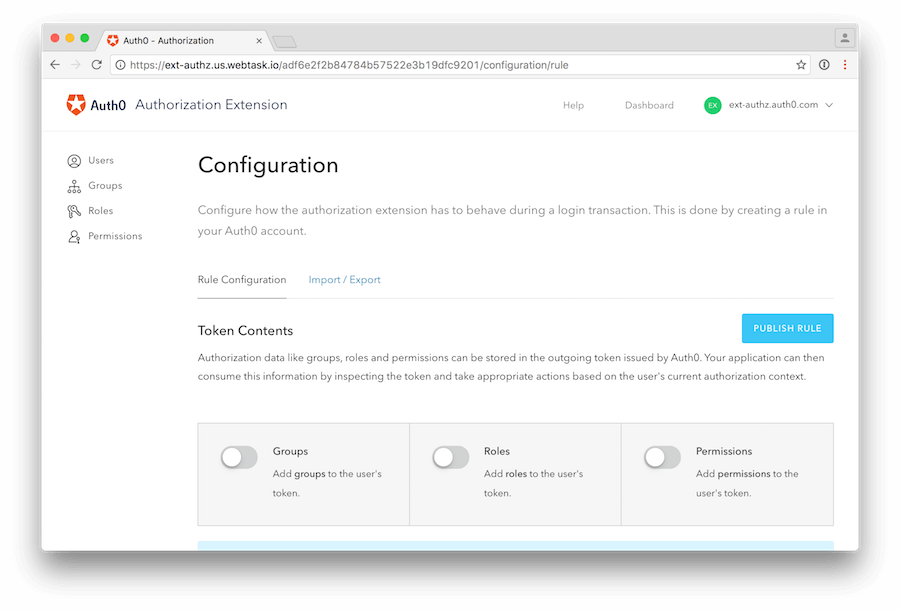 Auth0 - Authorization
https://ext-authz.us.webtask.io/adf6e2f2b84784b57522e3b19dfc9201/configuration/rule
Auth0 Authorization Extension
Help
Dashboard
EX
ext-authz.auth0.com
Users
Groups
Roles
Permissions
Configuration
Configure how the authorization extension has to behave during a login transaction. This is done by creating a rule in
your Auth0 account.
Rule Configuration
Import / Export
Token Contents
PUBLISH RULE
Authorization data like groups, roles and permissions can be stored in the outgoing token issued by Auth0. Your application can then
consume this information by inspecting the token and take appropriate actions based on the user's current authorization context.
Groups
Add groups to the user's
token.
Roles
Add roles to the user's
token.
Permissions
Add permissions to the
user's token.